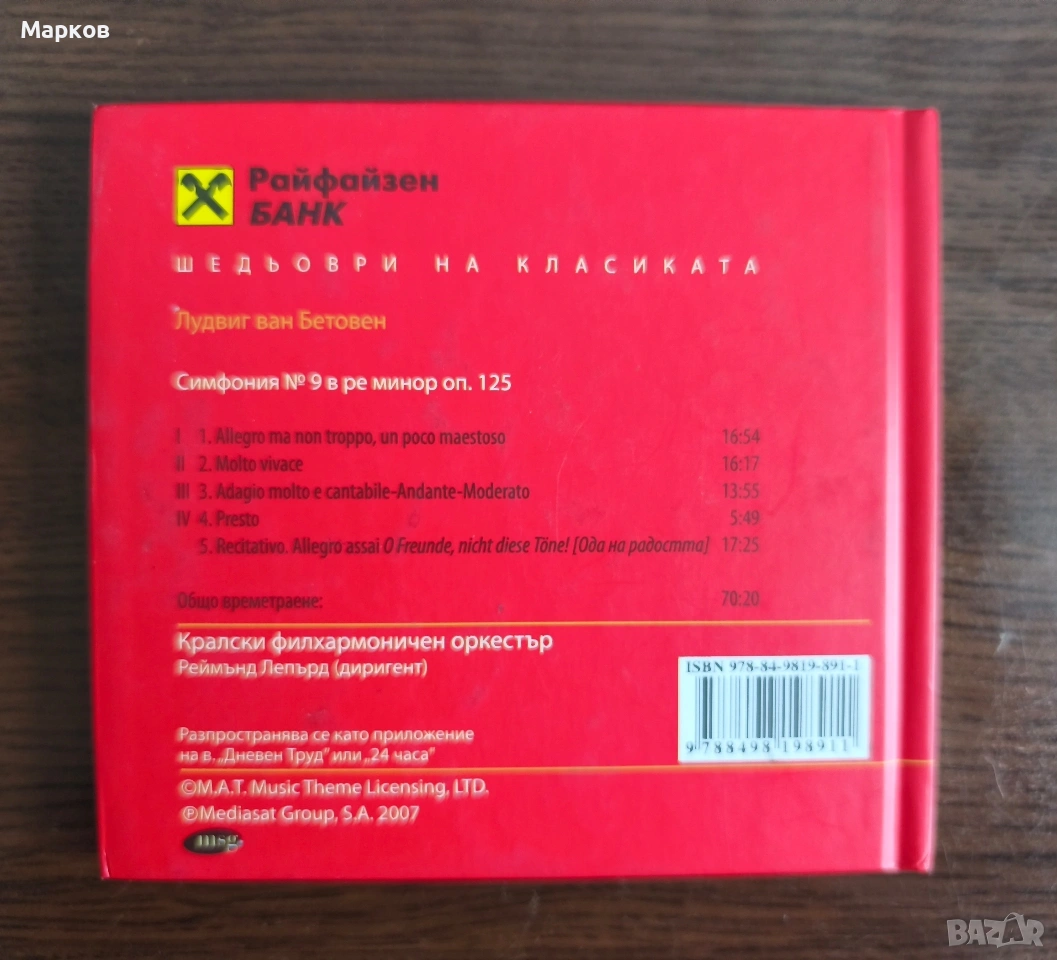 Марков
Райфайзен
БАНК
ШЕДЬОВРИ НА КЛАСИКАТА
Лудвиг ван Бетовен
Симфония № 9 в ре минор оп. 125
I 1. Allegro ma non troppo, un poco maestoso 16:54
II 2. Molto vivace 16:17
III 3. Adagio molto e cantabile-Andante-Moderato 13:55
IV 4. Presto 5:49
5. Recitativo. Allegro assai O Freunde, nicht diese Töne! [Ода на радостта] 17:25
Общо времетраене: 70:20
Кралски филхармоничен оркестър
Реймънд Лепърд (диригент)
ISBN 978-84-9819-891-1
9 788498 198911
Разпространява се като приложение
на в. „Дневен Труд" или „24 часа"
©M.A.T. Music Theme Licensing, LTD.
℗Mediasat Group, S.A. 2007
msg
BAZAR